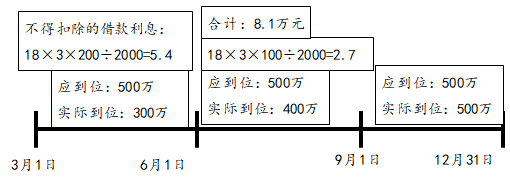 不得扣除的借款利息：
18×3×200÷2000=5.4
合计：8.1万元
18×3×100÷2000=2.7
应到位：500万
实际到位：300万
应到位：500万
实际到位：400万
应到位：500万
实际到位：500万
3月1日
6月1日
9月1日
12月31日